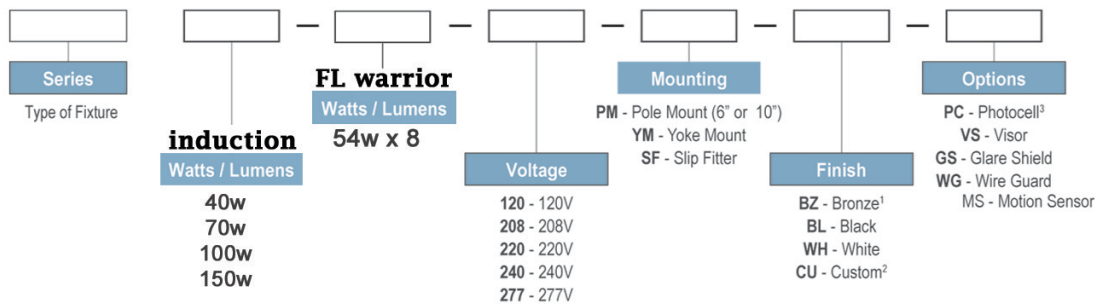 Series
Type of Fixture
induction
Watts / Lumens
40w
70w
100w
150w
FL warrior
Watts / Lumens
54w x 8
Voltage
120 - 120V
208 - 208V
220 - 220V
240 - 240V
277 - 277V
Mounting
PM - Pole Mount (6” or 10”)
YM - Yoke Mount
SF - Slip Fitter
Finish
BZ - Bronze¹
BL - Black
WH - White
CU - Custom²
Options
PC - Photocell³
VS - Visor
GS - Glare Shield
WG - Wire Guard
MS - Motion Sensor